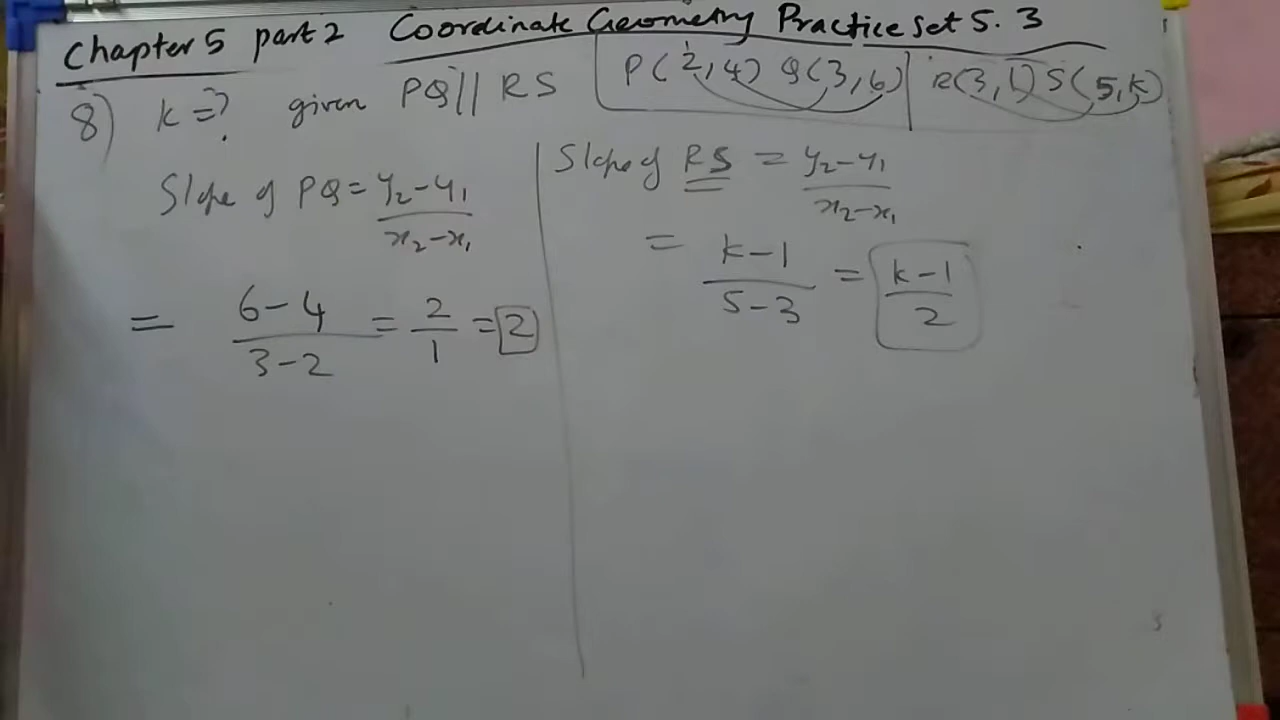 Chapter 5 part 2 Coordinate Geometry Practice Set 5.3
8) k = ? given PQ || RS P(2,4) Q(3,6) R(3,1) S(5,k)
Slope of PQ = y₂-y₁/x₂-x₁
= 6-4/3-2 = 2/1 = 2
Slope of RS = y₂-y₁/x₂-x₁
= k-1/5-3 = k-1/2